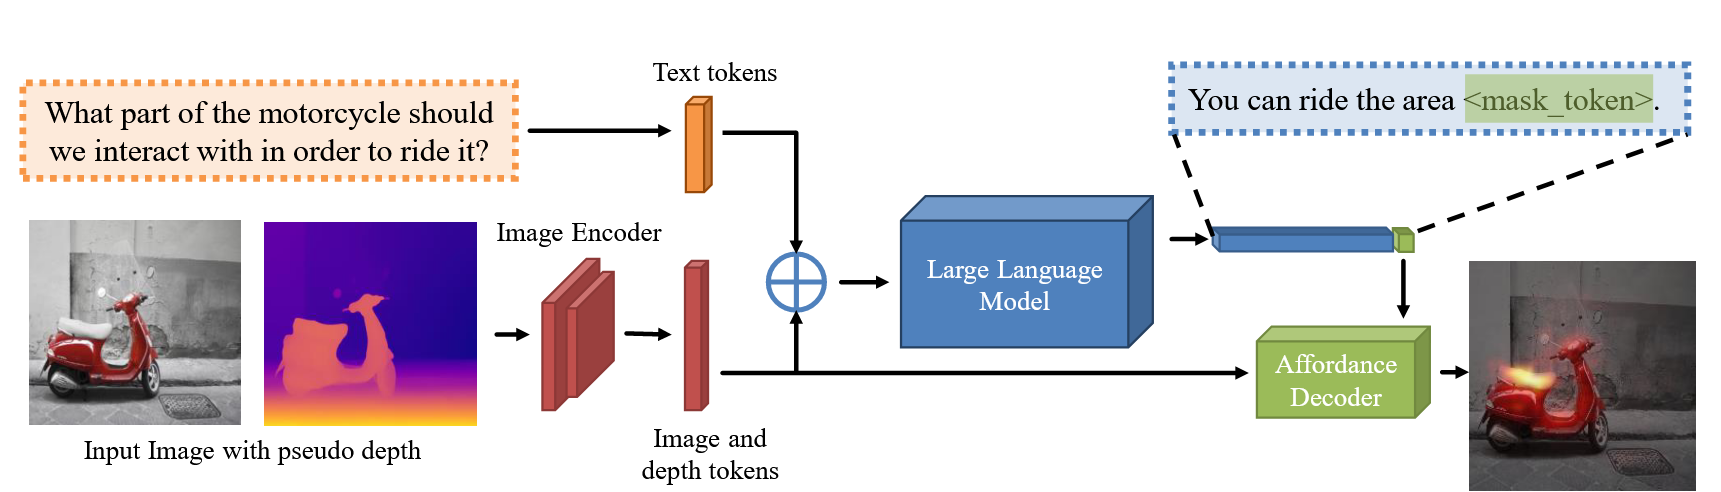 Text tokens
What part of the motorcycle should
we interact with in order to ride it?
You can ride the area <mask_token>.
Image Encoder
Large Language
Model
Affordance
Decoder
Input Image with pseudo depth
Image and
depth tokens